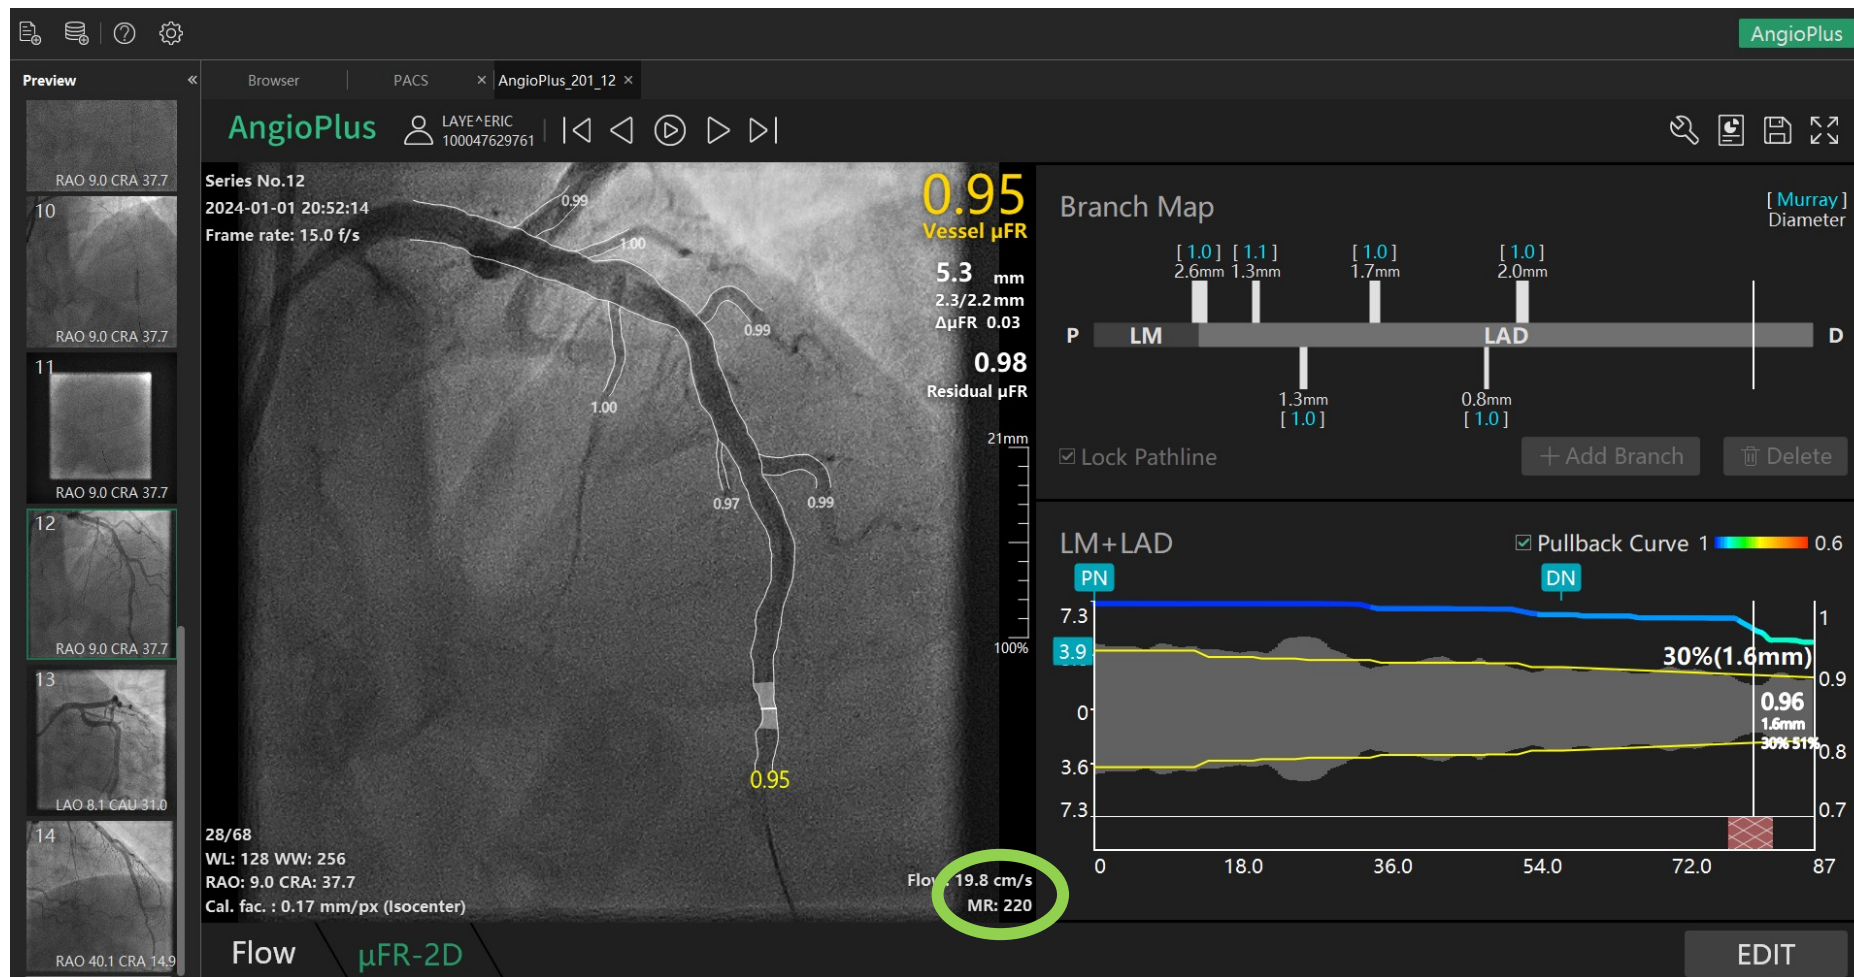 AngioPlus
Preview
«
Browser
PACS ×
AngioPlus_201_12 ×
AngioPlus
LAYE^ERIC
100047629761
RAO 9.0 CRA 37.7
10
RAO 9.0 CRA 37.7
11
RAO 9.0 CRA 37.7
12
RAO 9.0 CRA 37.7
13
LAO 8.1 CAU 31.0
14
RAO 40.1 CRA 14.9
Series No.12
2024-01-01 20:52:14
Frame rate: 15.0 f/s
0.95
Vessel µFR
5.3 mm
2.3/2.2mm
ΔµFR 0.03
0.98
Residual µFR
21mm
100%
0.99
1.00
0.99
1.00
0.97
0.99
0.95
28/68
WL: 128 WW: 256
RAO: 9.0 CRA: 37.7
Cal. fac. : 0.17 mm/px (Isocenter)
Flow: 19.8 cm/s
MR: 220
Flow
µFR-2D
Branch Map
[ Murray ]
Diameter
[ 1.0 ] [ 1.1 ] [ 1.0 ] [ 1.0 ]
2.6mm 1.3mm 1.7mm 2.0mm
P LM LAD D
1.3mm 0.8mm
[ 1.0 ] [ 1.0 ]
Lock Pathline
+ Add Branch
Delete
LM+LAD
Pullback Curve 1 0.6
PN DN
7.3 1
3.9
30%(1.6mm)
0.9
0 0.96
1.6mm
30% 51%
0.8
3.6
7.3 0.7
0 18.0 36.0 54.0 72.0 87
EDIT